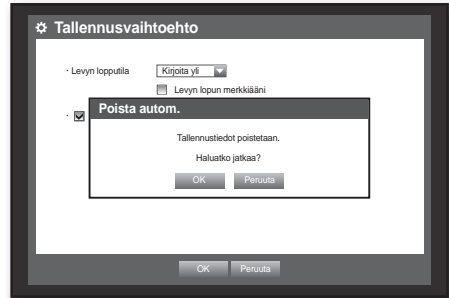 Tallennusvaihtoehto
· Levyn lopputila Kirjoita yli
Levyn lopun merkkiääni
·
Poista autom.
Tallennustiedot poistetaan.
Haluatko jatkaa?
OK Peruuta
OK Peruuta